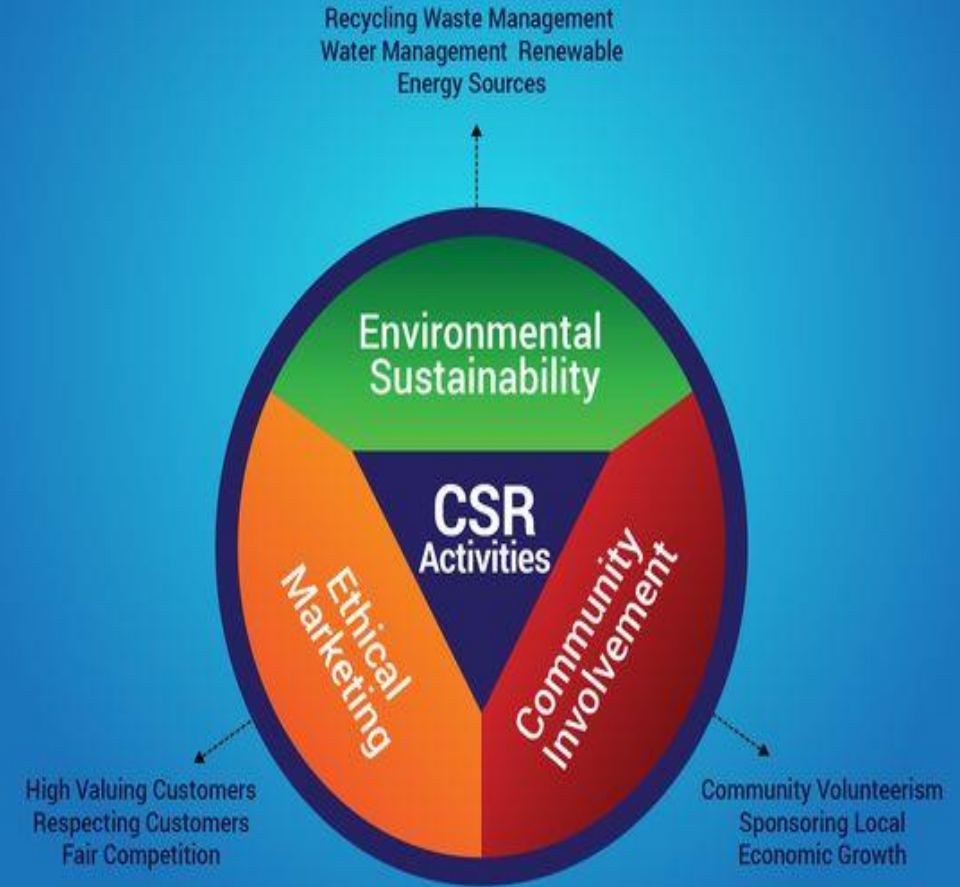 Recycling Waste Management
Water Management Renewable
Energy Sources
Environmental
Sustainability
CSR
Activities
Ethical
Marketing
Community
Involvement
High Valuing Customers
Respecting Customers
Fair Competition
Community Volunteerism
Sponsoring Local
Economic Growth